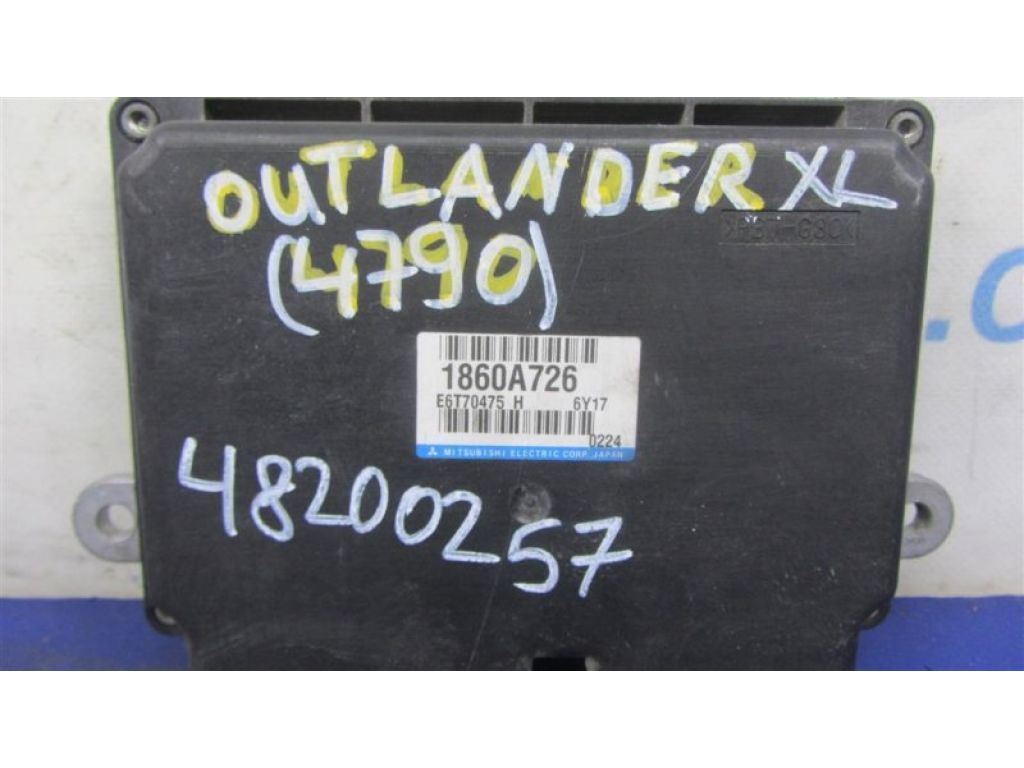 OUTLANDER XL
(4790)
1860A726
E6T70475 H 6Y17
0224
MITSUBISHI ELECTRIC CORP. JAPAN
48200257